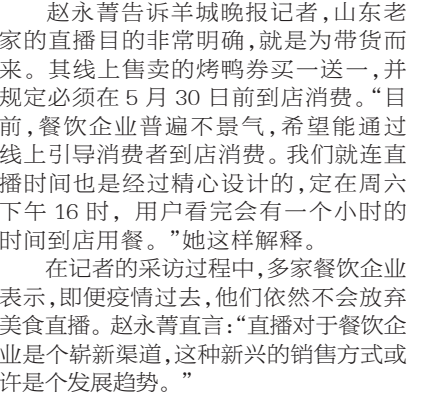 赵永菁告诉羊城晚报记者,山东老
家的直播目的非常明确,就是为带货而
来。其线上售卖的烤鸭券买一送一,并
规定必须在 5 月 30 日前到店消费。“目
前,餐饮企业普遍不景气,希望能通过
线上引导消费者到店消费。我们就连直
播时间也是经过精心设计的,定在周六
下午 16 时，用户看完会有一个小时的
时间到店用餐。”她这样解释。
在记者的采访过程中,多家餐饮企业
表示,即便疫情过去,他们依然不会放弃
美食直播。赵永菁直言:“直播对于餐饮企
业是个崭新渠道,这种新兴的销售方式或
许是个发展趋势。”